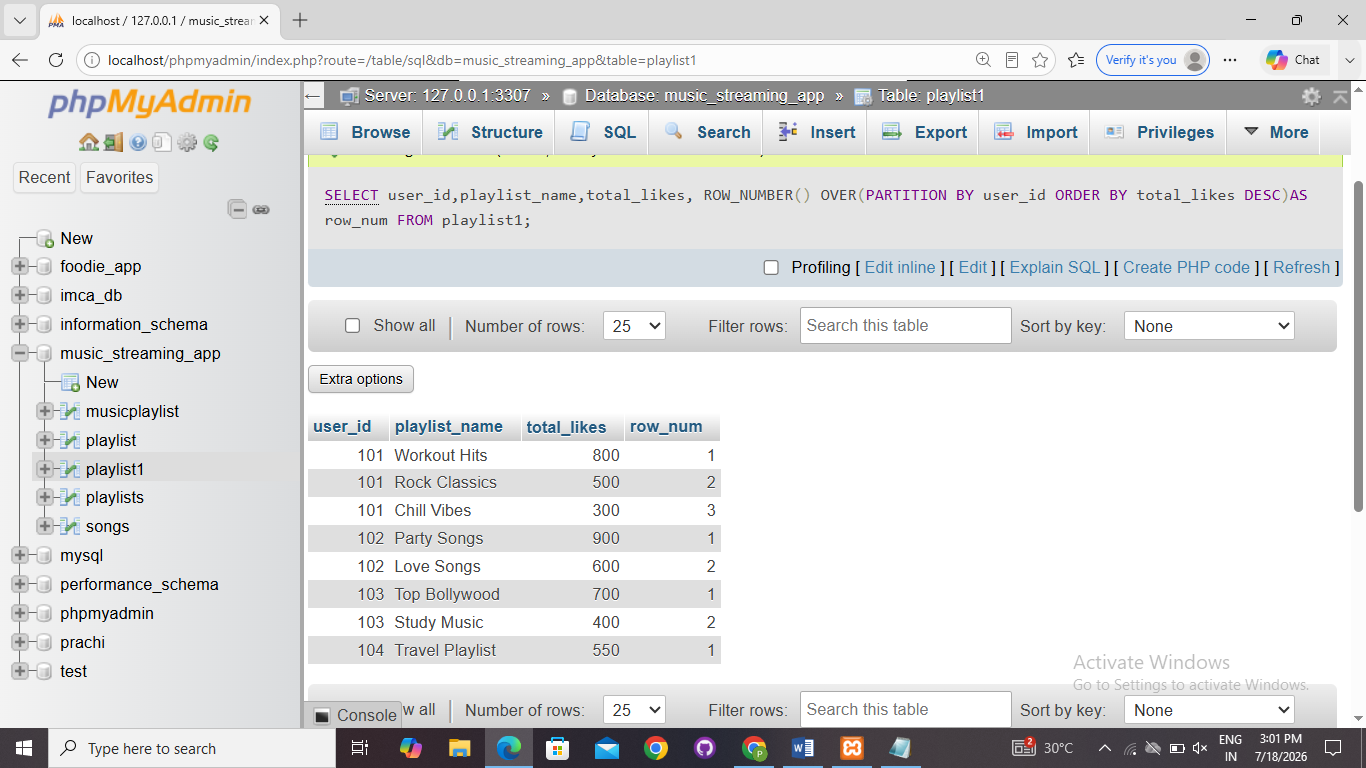 localhost / 127.0.0.1 / music_strear
localhost/phpmyadmin/index.php?route=/table/sql&db=music_streaming_app&table=playlist1
Verify it's you
Chat
phpMyAdmin
Recent
Favorites
New
foodie_app
imca_db
information_schema
music_streaming_app
New
musicplaylist
playlist
playlist1
playlists
songs
mysql
performance_schema
phpmyadmin
prachi
test
Server: 127.0.0.1:3307 » Database: music_streaming_app » Table: playlist1
Browse Structure SQL Search Insert Export Import Privileges More
SELECT user_id,playlist_name,total_likes, ROW_NUMBER() OVER(PARTITION BY user_id ORDER BY total_likes DESC)AS
row_num FROM playlist1;
Profiling [ Edit inline ] [ Edit ] [ Explain SQL ] [ Create PHP code ] [ Refresh ]
Show all Number of rows: 25 Filter rows: Search this table Sort by key: None
Extra options
user_id playlist_name total_likes row_num
101 Workout Hits 800 1
101 Rock Classics 500 2
101 Chill Vibes 300 3
102 Party Songs 900 1
102 Love Songs 600 2
103 Top Bollywood 700 1
103 Study Music 400 2
104 Travel Playlist 550 1
Activate Windows
Go to Settings to activate Windows.
Console
w all Number of rows: 25 Filter rows: Search this table Sort by key: None
Type here to search
2
30°C
ENG
IN
3:01 PM
7/18/2026